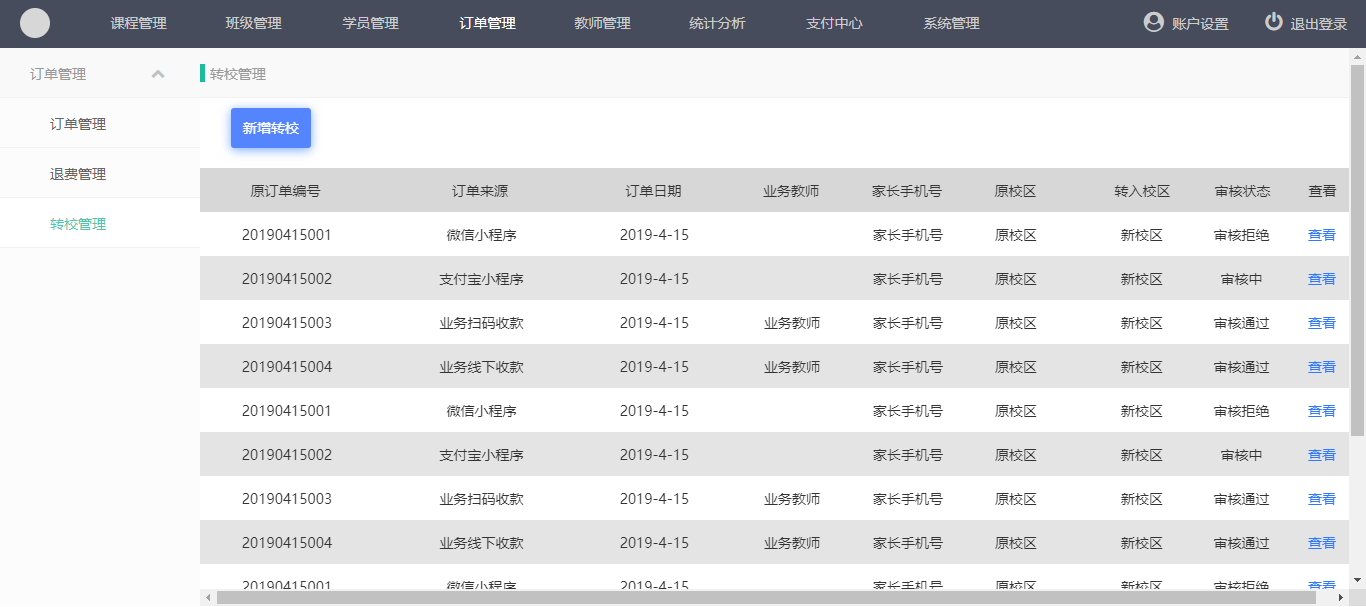 课程管理 班级管理 学员管理 订单管理 教师管理 统计分析 支付中心 系统管理 账户设置 退出登录
订单管理
订单管理
退费管理
转校管理
转校管理
新增转校
原订单编号 订单来源 订单日期 业务教师 家长手机号 原校区 转入校区 审核状态 查看
20190415001 微信小程序 2019-4-15 家长手机号 原校区 新校区 审核拒绝 查看
20190415002 支付宝小程序 2019-4-15 家长手机号 原校区 新校区 审核中 查看
20190415003 业务扫码收款 2019-4-15 业务教师 家长手机号 原校区 新校区 审核通过 查看
20190415004 业务线下收款 2019-4-15 业务教师 家长手机号 原校区 新校区 审核通过 查看
20190415001 微信小程序 2019-4-15 家长手机号 原校区 新校区 审核拒绝 查看
20190415002 支付宝小程序 2019-4-15 家长手机号 原校区 新校区 审核中 查看
20190415003 业务扫码收款 2019-4-15 业务教师 家长手机号 原校区 新校区 审核通过 查看
20190415004 业务线下收款 2019-4-15 业务教师 家长手机号 原校区 新校区 审核通过 查看
20190415001 微信小程序 2019-4-15 家长手机号 原校区 新校区 审核拒绝 查看